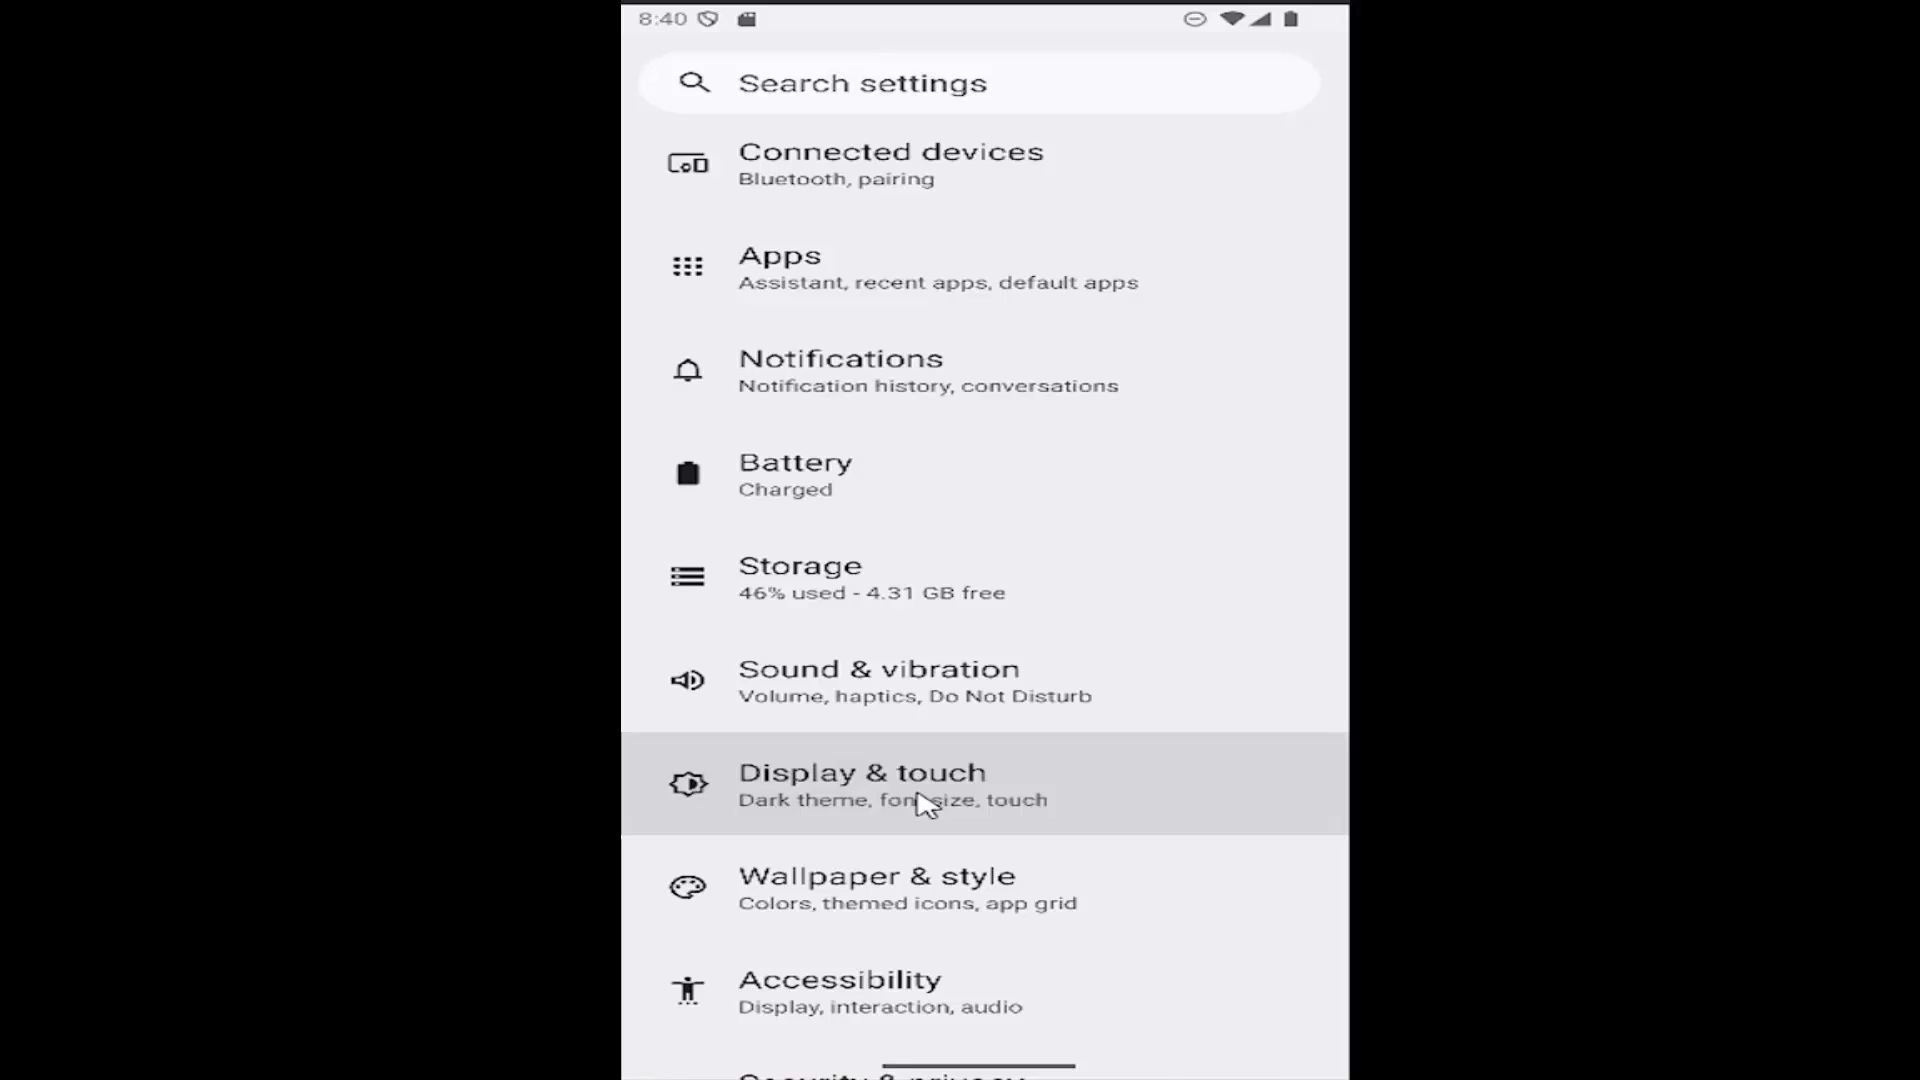 8:40
Search settings
Connected devices
Bluetooth, pairing
Apps
Assistant, recent apps, default apps
Notifications
Notification history, conversations
Battery
Charged
Storage
46% used - 4.31 GB free
Sound & vibration
Volume, haptics, Do Not Disturb
Display & touch
Dark theme, font size, touch
Wallpaper & style
Colors, themed icons, app grid
Accessibility
Display, interaction, audio
Security & privacy